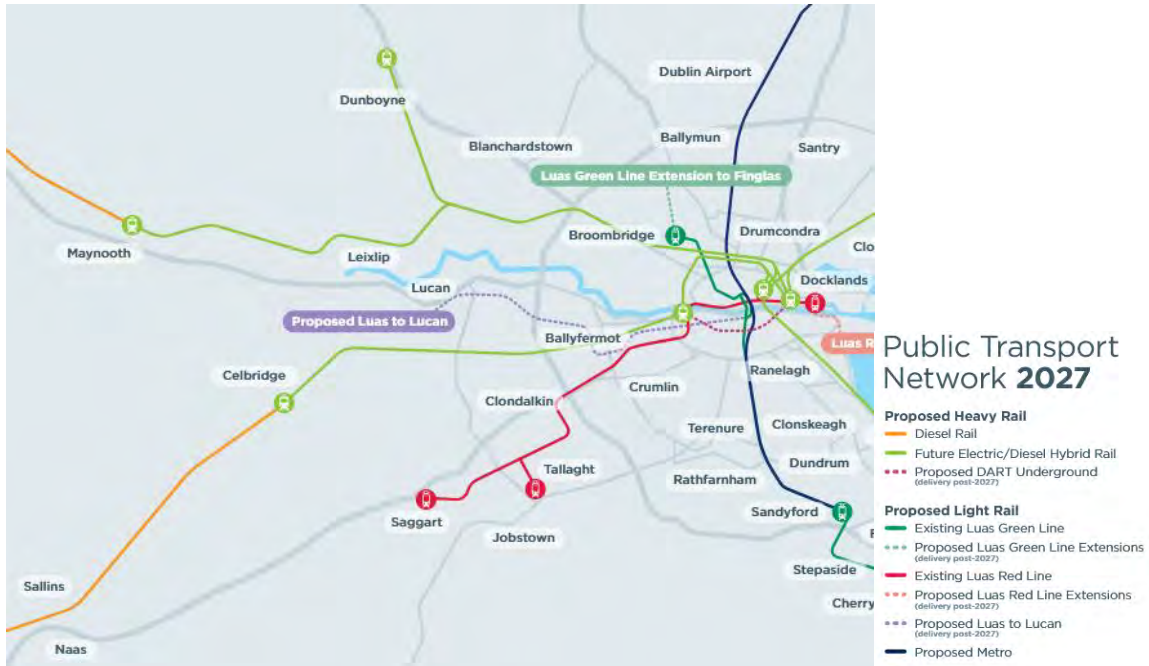 Dublin Airport
Dunboyne
Blanchardstown
Ballymun
Santry
Luas Green Line Extension to Finglas
Broombridge
Drumcondra
Clo
Maynooth
Leixlip
Docklands
Lucan
Proposed Luas to Lucan
Ballyfermot
Luas R
Celbridge
Ranelagh
Crumlin
Clondalkin
Terenure
Clonskeagh
Tallaght
Dundrum
Rathfarnham
Saggart
Sandyford
Jobstown
Stepaside
Sallins
Cherry
Naas
Public Transport
Network 2027
Proposed Heavy Rail
Diesel Rail
Future Electric/Diesel Hybrid Rail
Proposed DART Underground
(delivery post-2027)
Proposed Light Rail
Existing Luas Green Line
Proposed Luas Green Line Extensions
(delivery post-2027)
Existing Luas Red Line
Proposed Luas Red Line Extensions
(delivery post-2027)
Proposed Luas to Lucan
(delivery post-2027)
Proposed Metro